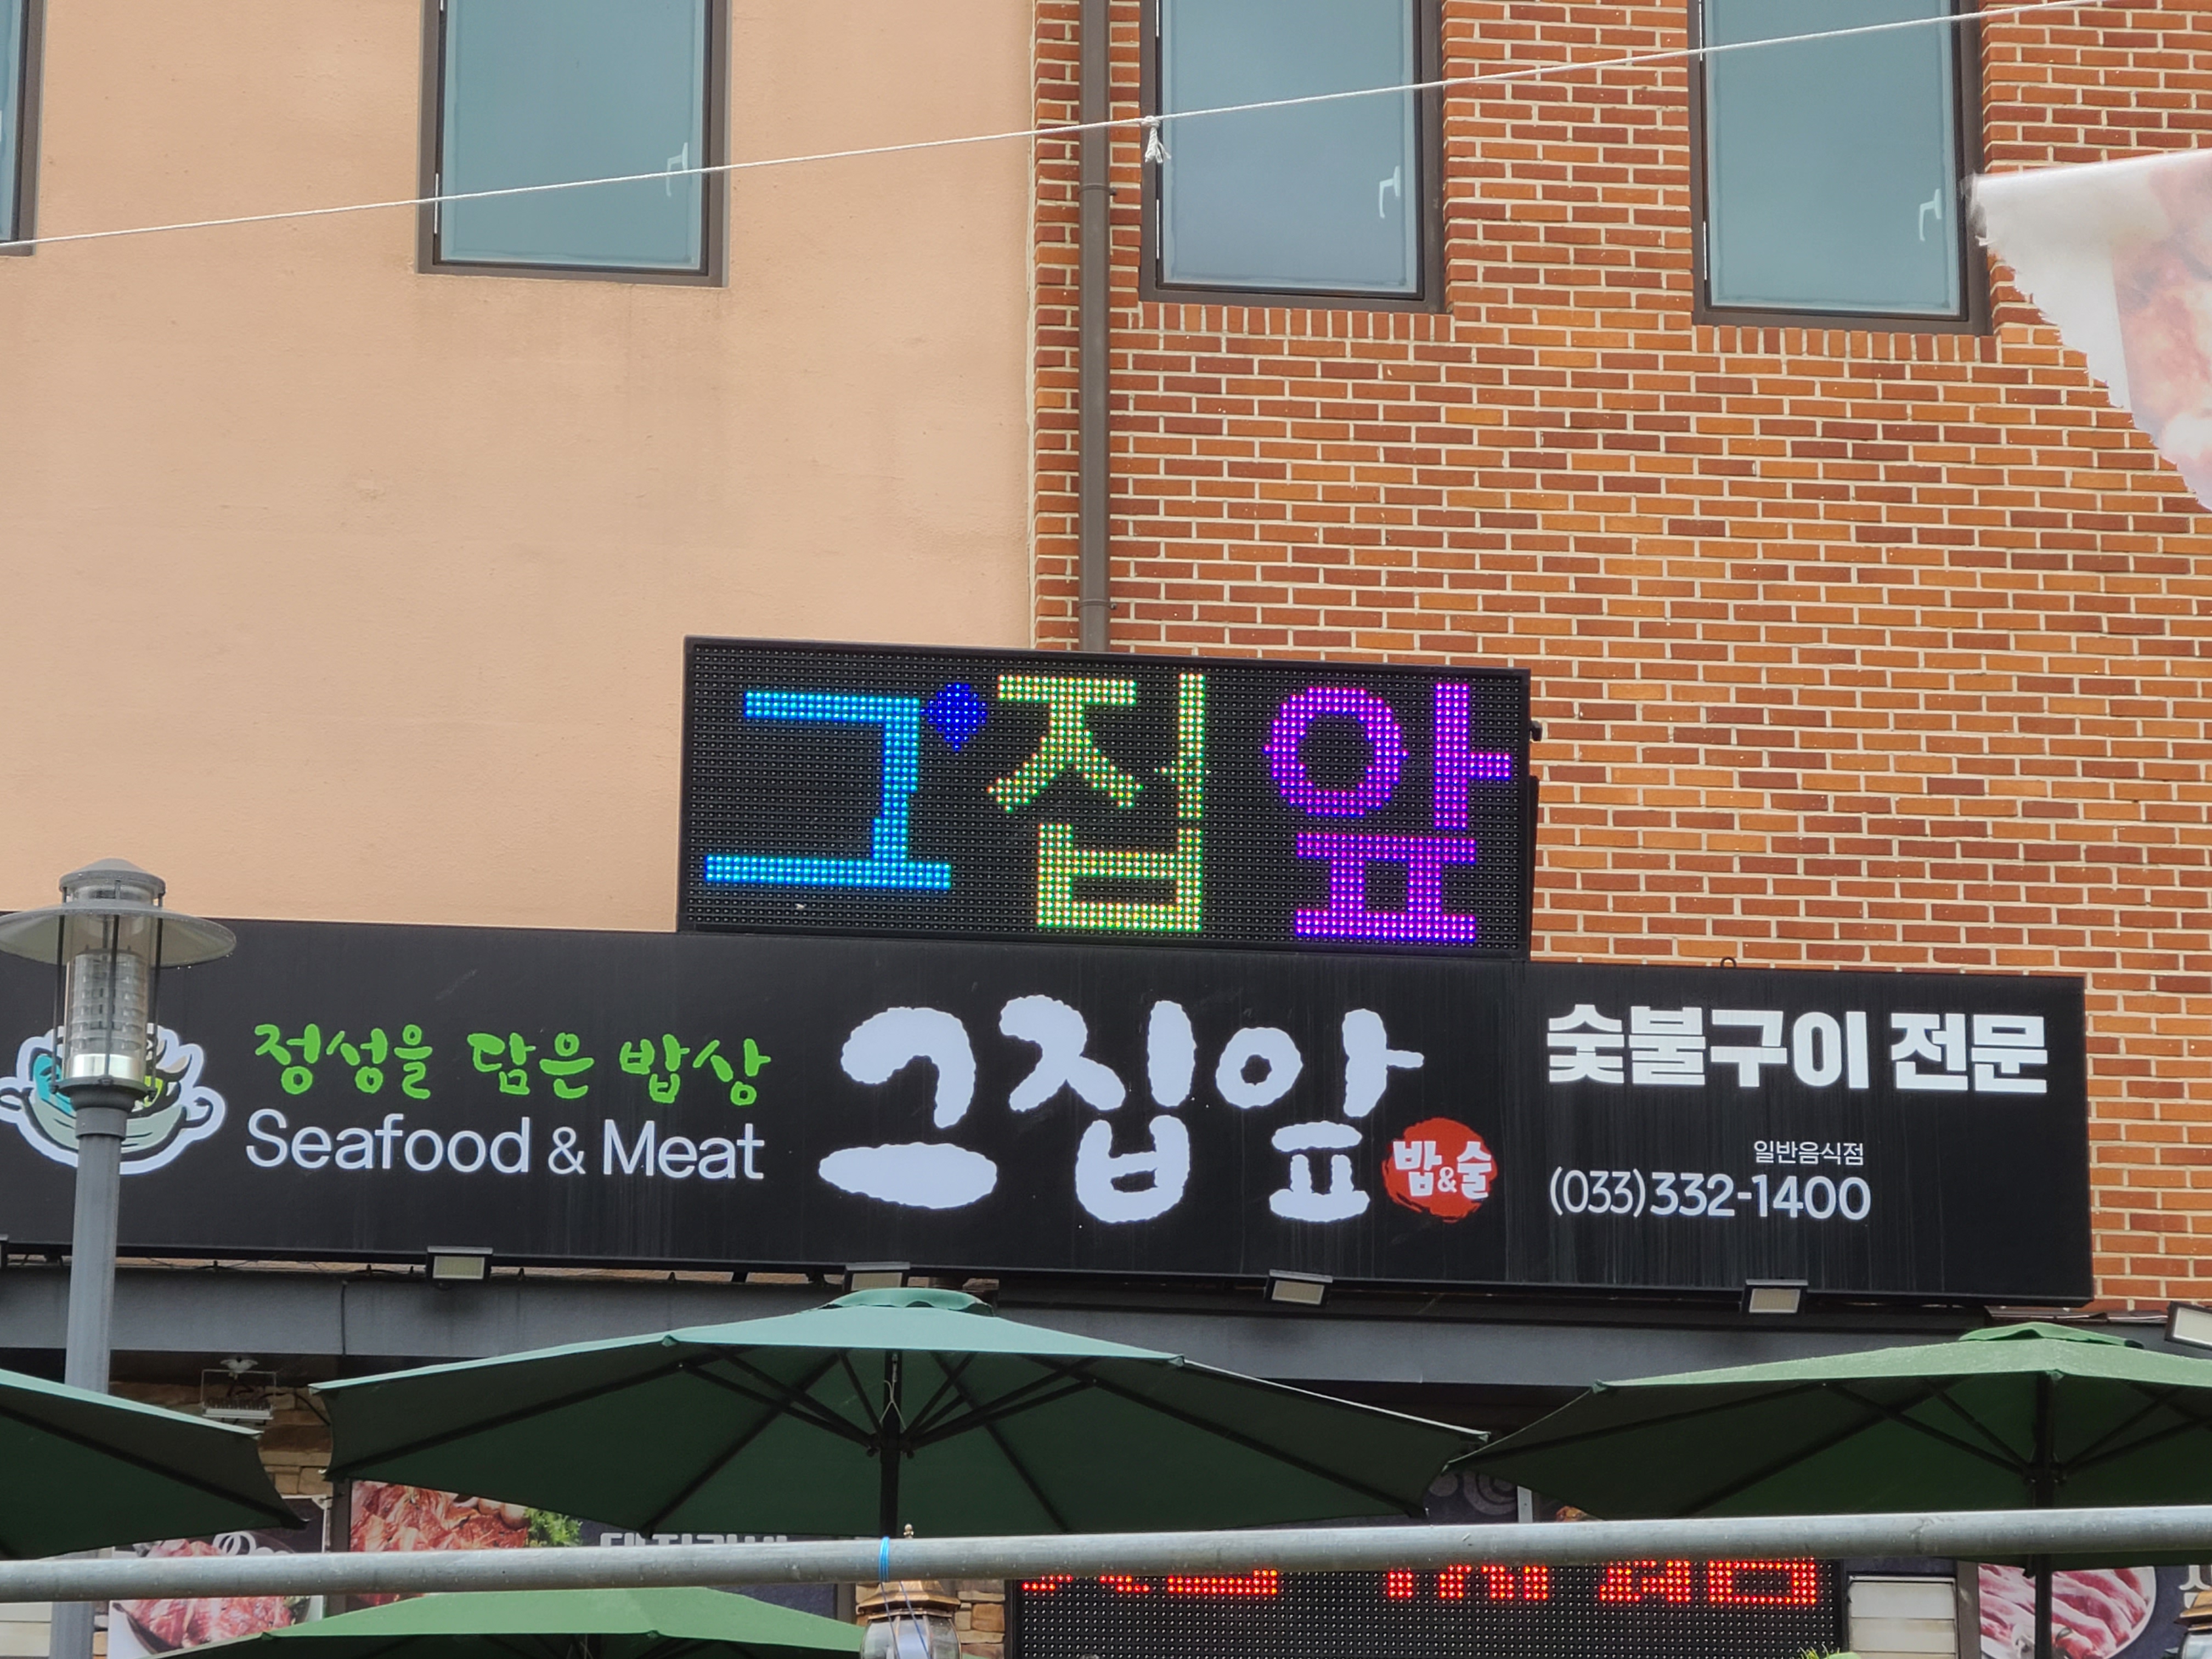 그집앞
정성을 담은 밥상
Seafood & Meat
그집앞
밥&술
숯불구이 전문
일반음식점
(033)332-1400